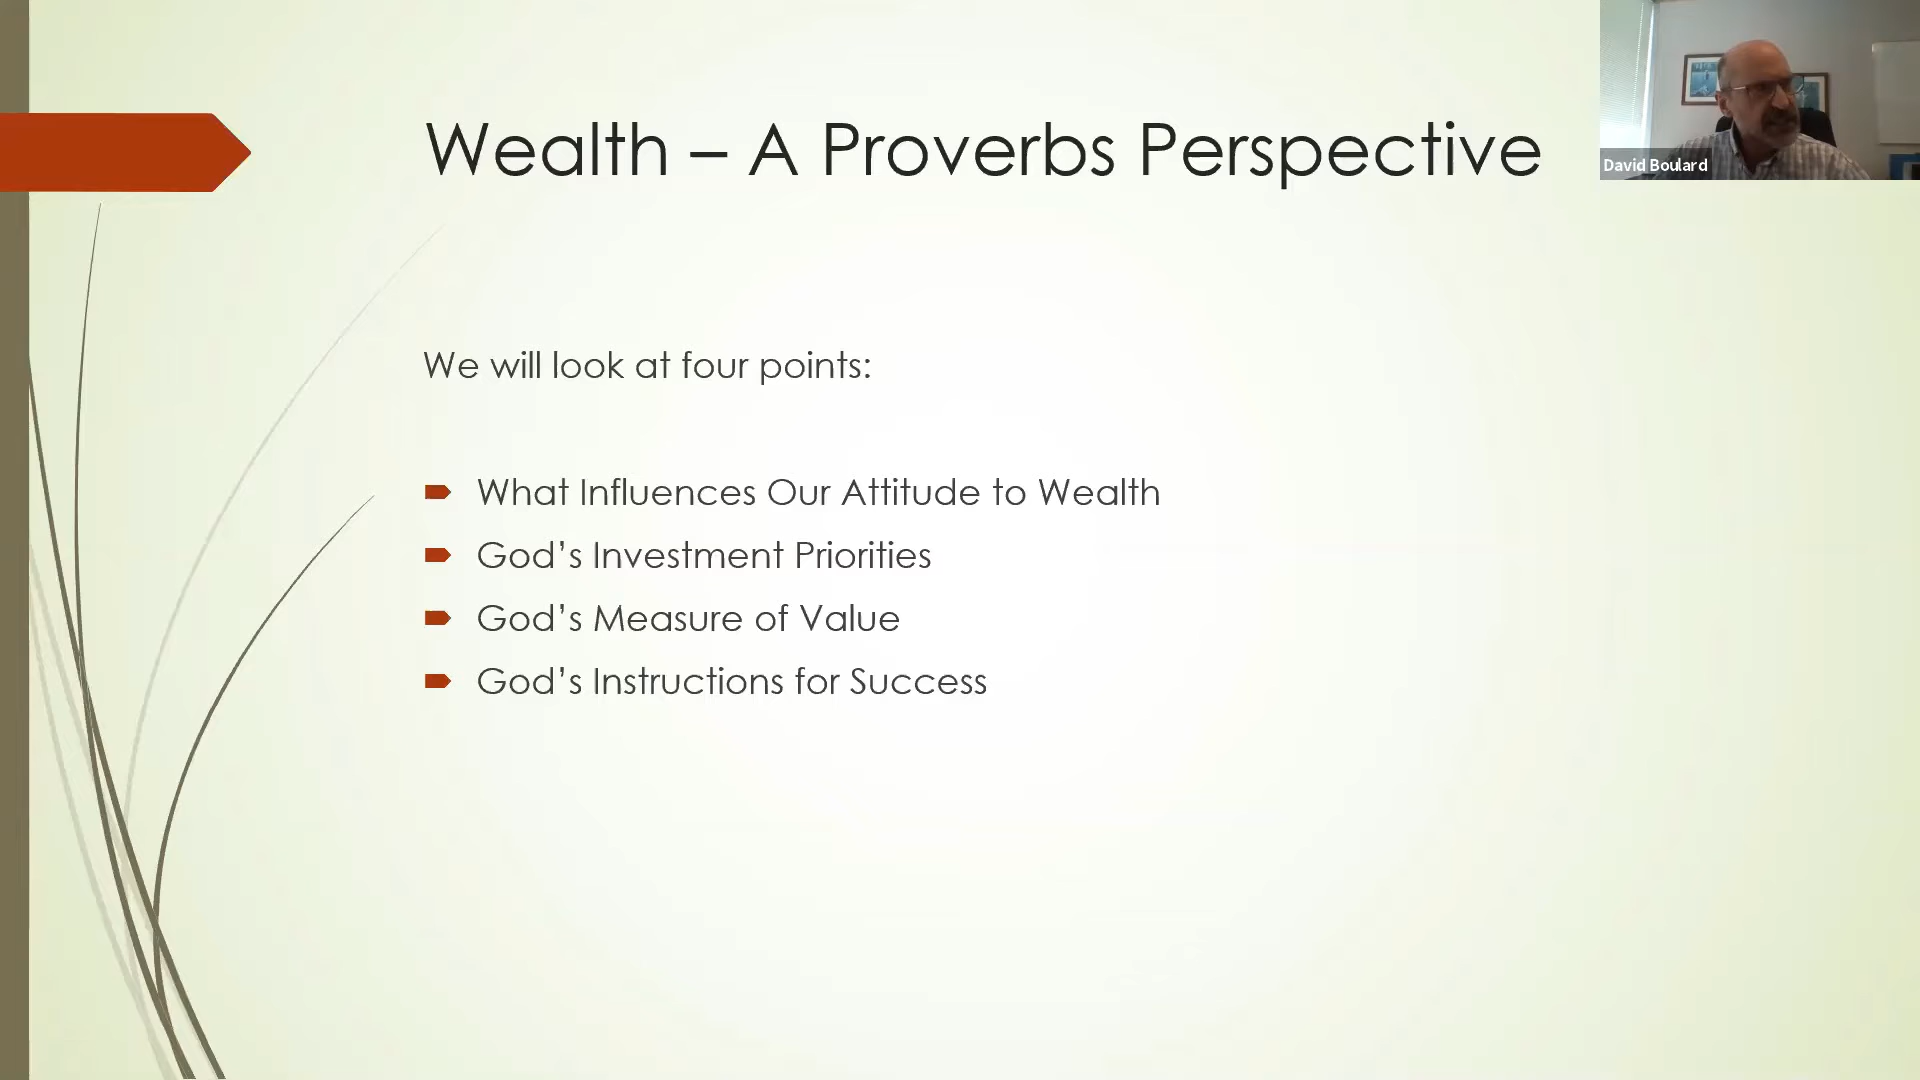 Wealth – A Proverbs Perspective
David Boulard
We will look at four points:
What Influences Our Attitude to Wealth
God’s Investment Priorities
God’s Measure of Value
God’s Instructions for Success